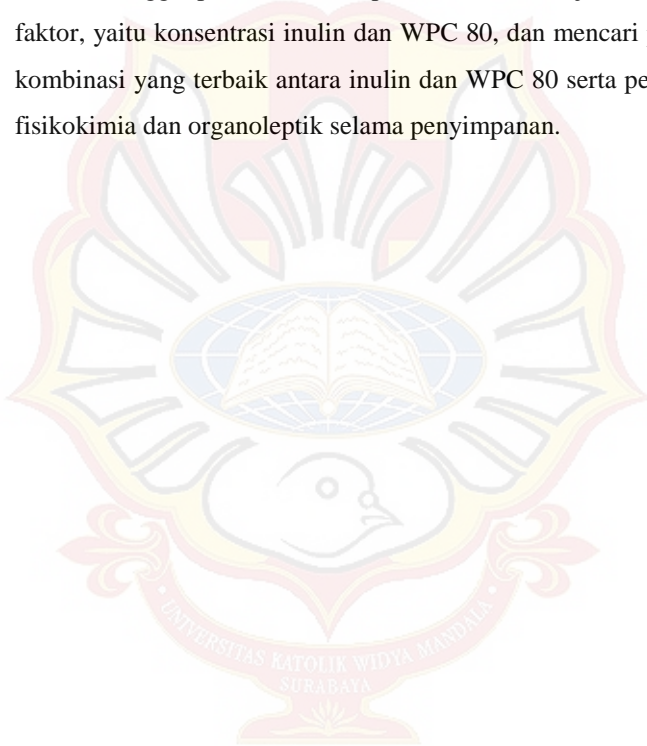 faktor, yaitu konsentrasi inulin dan WPC 80, dan mencari
kombinasi yang terbaik antara inulin dan WPC 80 serta pe
fisikokimia dan organoleptik selama penyimpanan.
UNIVERSITAS KATOLIK WIDYA MANDALA
SURABAYA